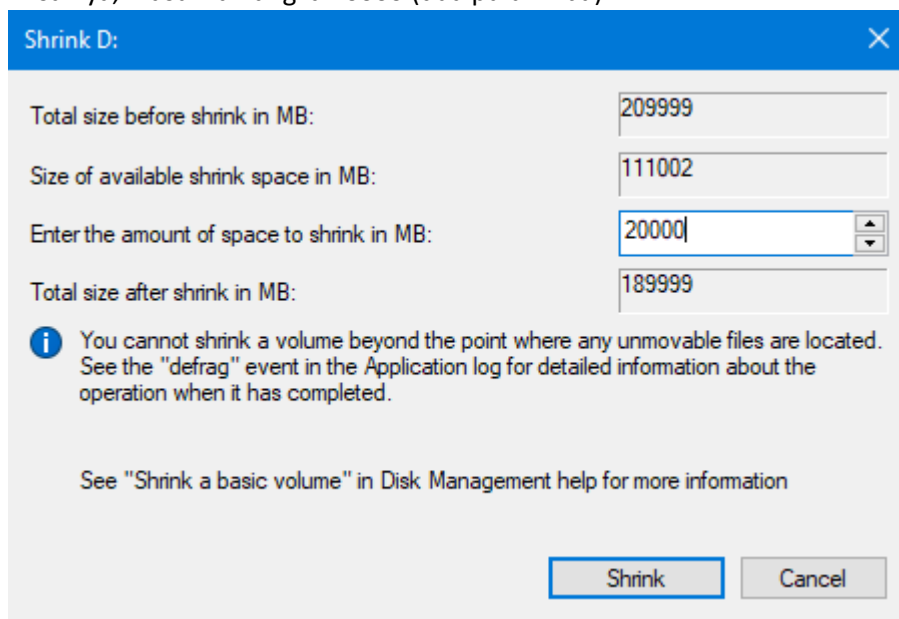 Shrink D:
Total size before shrink in MB: 209999
Size of available shrink space in MB: 111002
Enter the amount of space to shrink in MB: 20000
Total size after shrink in MB: 189999
You cannot shrink a volume beyond the point where any unmovable files are located.
See the "defrag" event in the Application log for detailed information about the
operation when it has completed.
See "Shrink a basic volume" in Disk Management help for more information
Shrink Cancel